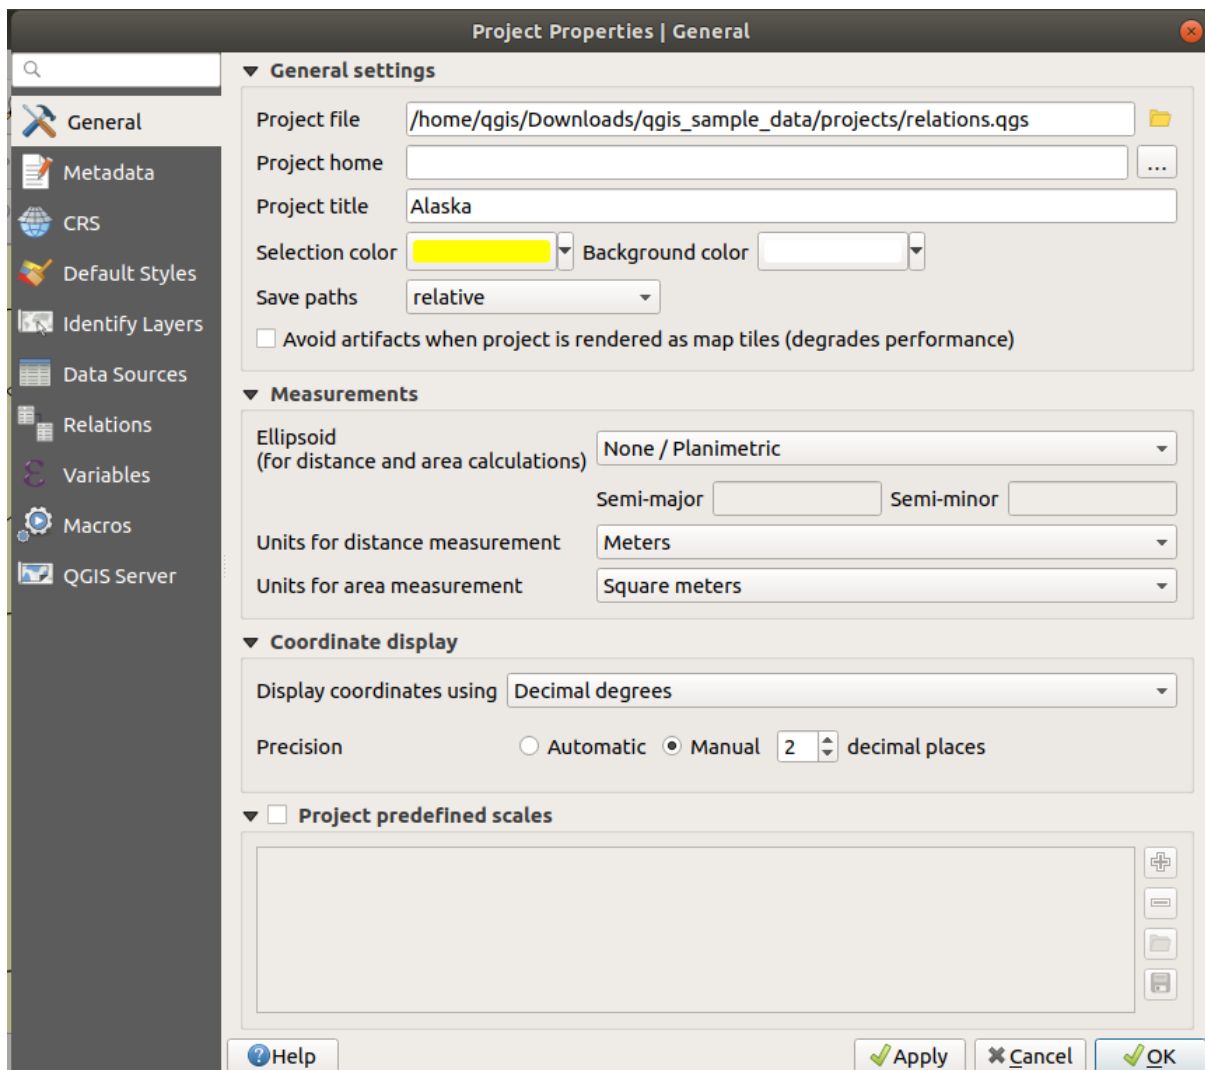 Project Properties | General
General
Metadata
CRS
Default Styles
Identify Layers
Data Sources
Relations
Variables
Macros
QGIS Server
General settings
Project file /home/qgis/Downloads/qgis_sample_data/projects/relations.qgs
Project home ...
Project title Alaska
Selection color Background color
Save paths relative
Avoid artifacts when project is rendered as map tiles (degrades performance)
Measurements
Ellipsoid
(for distance and area calculations) None / Planimetric
Semi-major Semi-minor
Units for distance measurement Meters
Units for area measurement Square meters
Coordinate display
Display coordinates using Decimal degrees
Precision Automatic Manual 2 decimal places
Project predefined scales
Help Apply Cancel OK